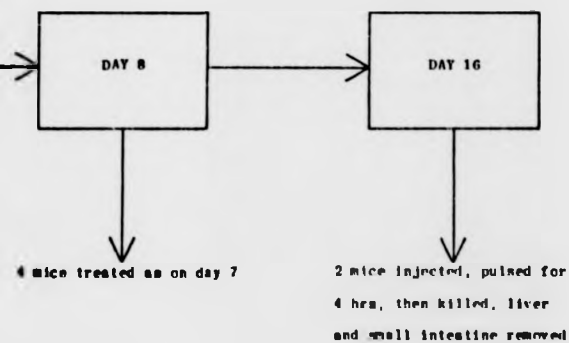 DAY 8
DAY 16
4 mice treated as on day 7
2 mice injected, pulsed for
4 hrs, then killed, liver
and small intestine removed